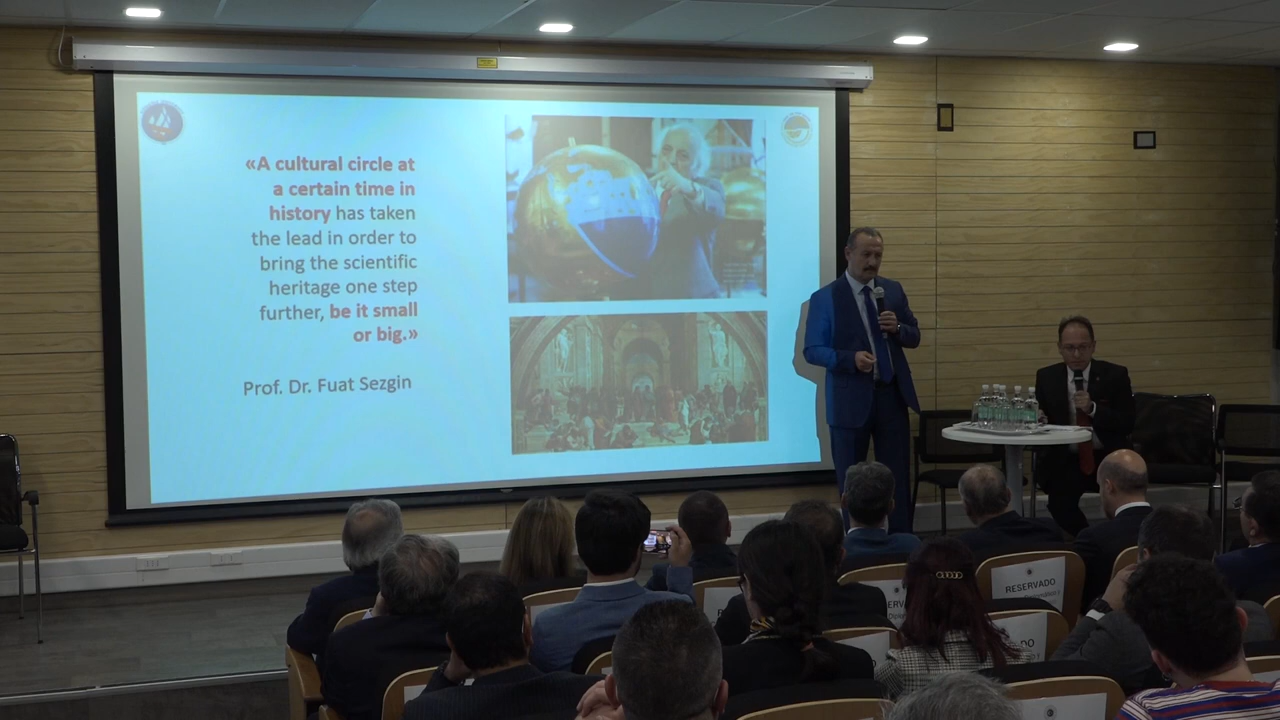 «A cultural circle at
a certain time in
history has taken
the lead in order to
bring the scientific
heritage one step
further, be it small
or big.»
Prof. Dr. Fuat Sezgin
RESERVADO